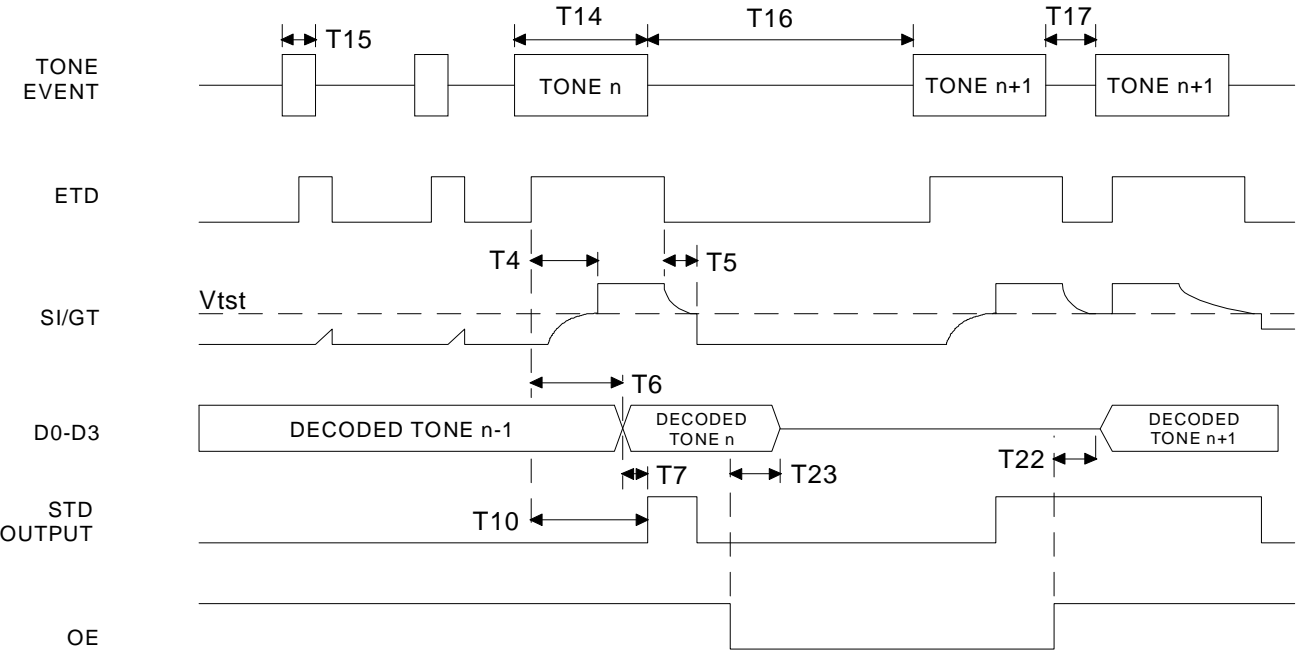 T14
T16
T17
T15
TONE
EVENT
TONE n
TONE n+1
TONE n+1
ETD
T4
T5
Vtst
SI/GT
T6
D0-D3
DECODED TONE n-1
DECODED
TONE n
DECODED
TONE n+1
T7
T23
T22
STD
OUTPUT
T10
OE